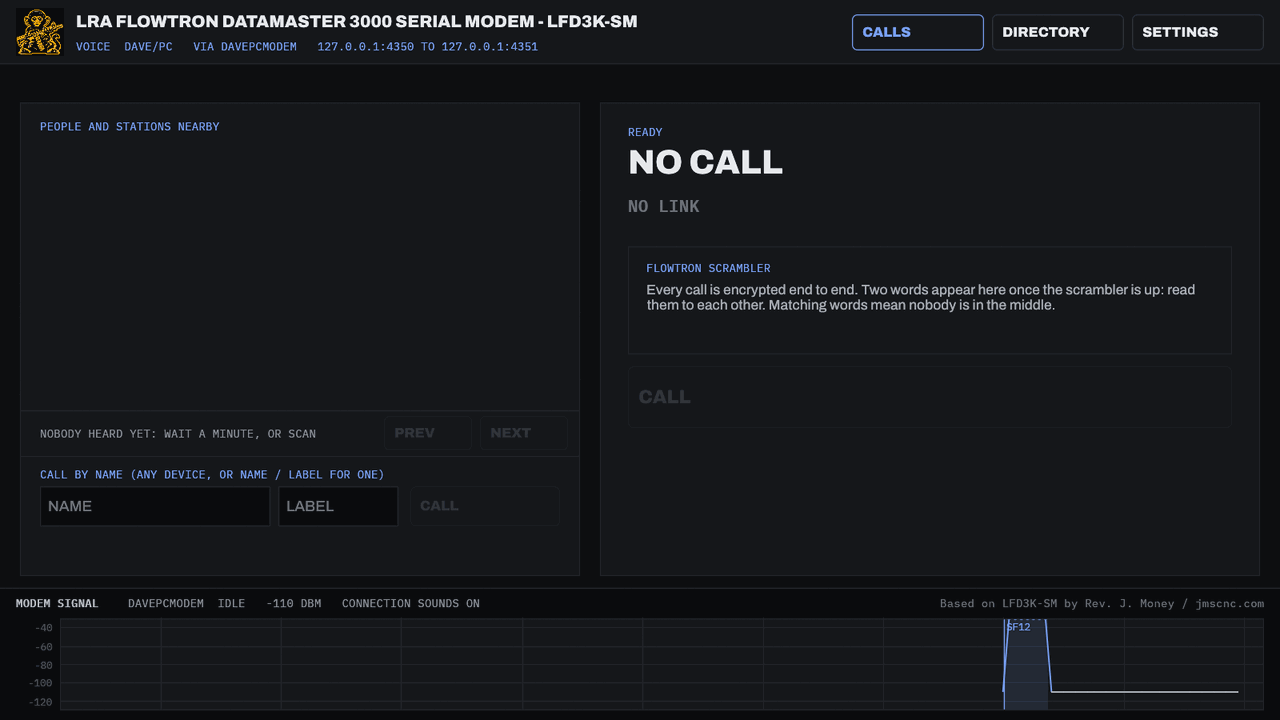 LRA FLOWTRON DATAMASTER 3000 SERIAL MODEM - LFD3K-SM
VOICE DAVE/PC VIA DAVEPCMODEM 127.0.0.1:4350 TO 127.0.0.1:4351
CALLS DIRECTORY SETTINGS
PEOPLE AND STATIONS NEARBY
NOBODY HEARD YET: WAIT A MINUTE, OR SCAN
PREV NEXT
CALL BY NAME (ANY DEVICE, OR NAME / LABEL FOR ONE)
NAME LABEL CALL
READY
NO CALL
NO LINK
FLOWTRON SCRAMBLER
Every call is encrypted end to end. Two words appear here once the scrambler is up: read
them to each other. Matching words mean nobody is in the middle.
CALL
MODEM SIGNAL DAVEPCMODEM IDLE -110 DBM CONNECTION SOUNDS ON
Based on LFD3K-SM by Rev. J. Money / jmscnc.com
-40
-60
-80
-100
-120
SF12